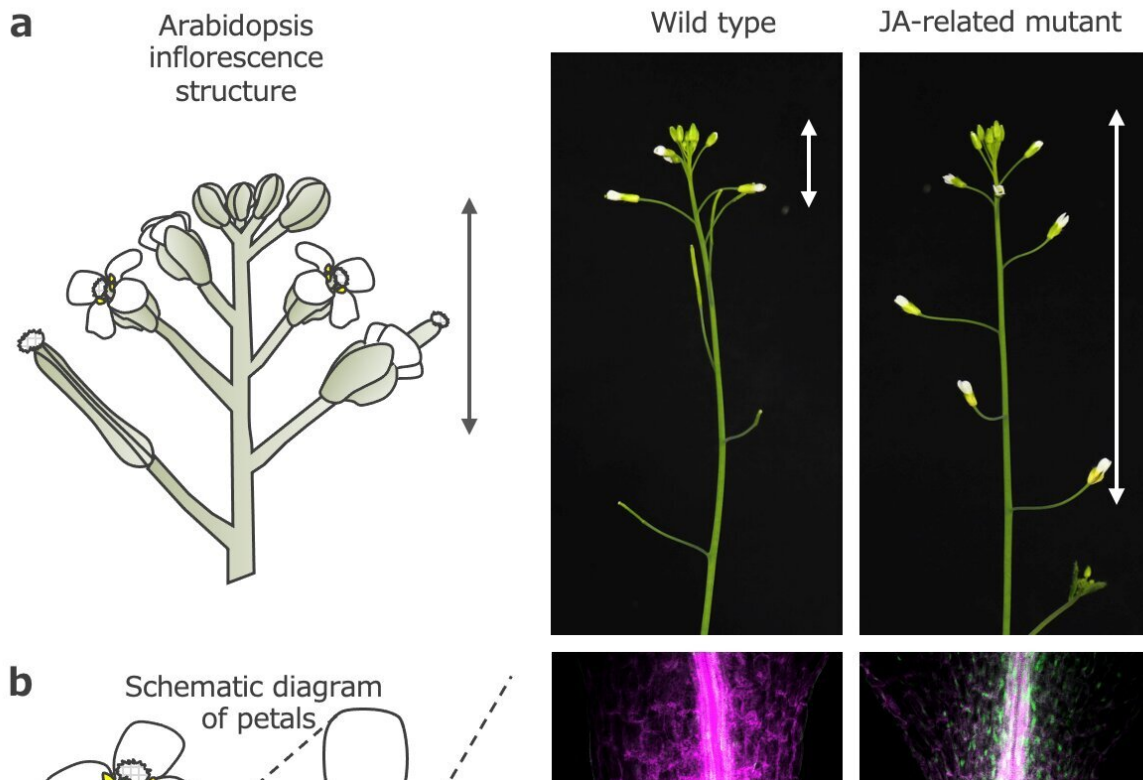 a
Arabidopsis
inflorescence
structure
Wild type
JA-related mutant
b
Schematic diagram
of petals